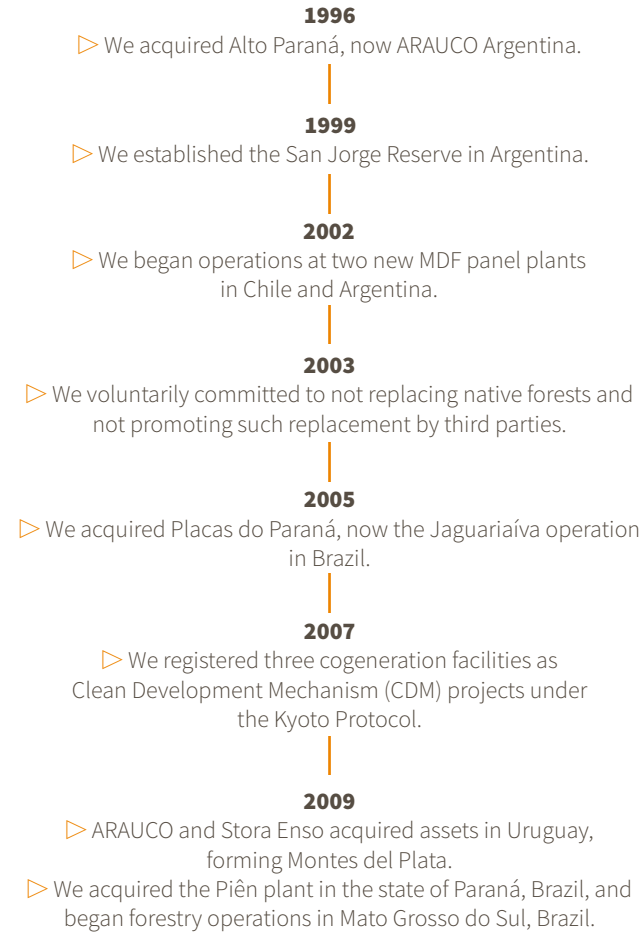 1996
▷ We acquired Alto Paraná, now ARAUCO Argentina.
1999
▷ We established the San Jorge Reserve in Argentina.
2002
▷ We began operations at two new MDF panel plants
in Chile and Argentina.
2003
▷ We voluntarily committed to not replacing native forests and
not promoting such replacement by third parties.
2005
▷ We acquired Placas do Paraná, now the Jaguariaíva operation
in Brazil.
2007
▷ We registered three cogeneration facilities as
Clean Development Mechanism (CDM) projects under
the Kyoto Protocol.
2009
▷ ARAUCO and Stora Enso acquired assets in Uruguay,
forming Montes del Plata.
▷ We acquired the Piên plant in the state of Paraná, Brazil, and
began forestry operations in Mato Grosso do Sul, Brazil.